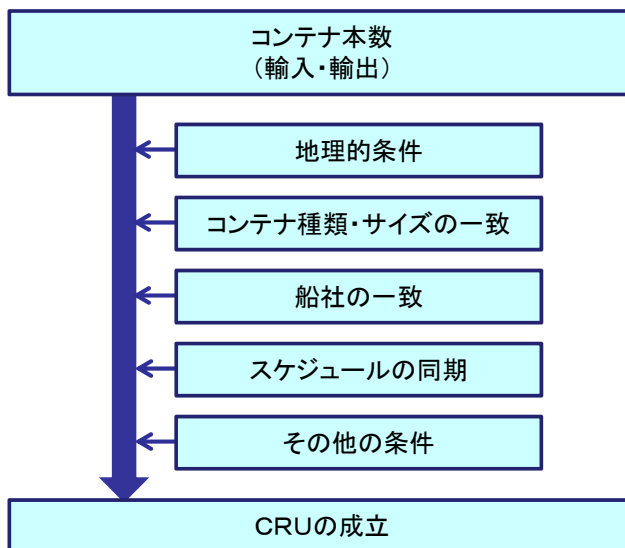 コンテナ本数
（輸入・輸出）
地理的条件
コンテナ種類・サイズの一致
船社の一致
スケジュールの同期
その他の条件
ＣＲＵの成立